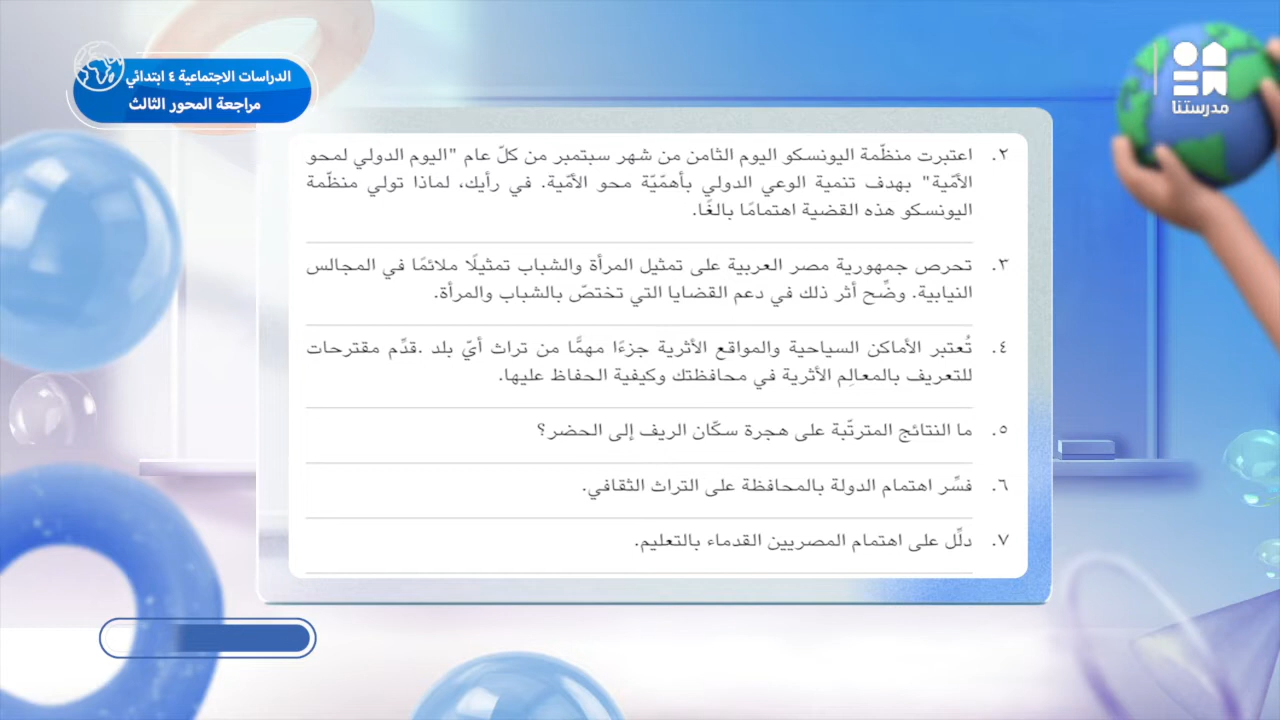 الدراسات الاجتماعية ٤ ابتدائي
مراجعة المحور الثالث
مدرستنا
٢. اعتبرت منظّمة اليونسكو اليوم الثامن من شهر سبتمبر من كلّ عام "اليوم الدولي لمحو
الأمّية" بهدف تنمية الوعي الدولي بأهمّيّة محو الأمّية. في رأيك، لماذا تولي منظّمة
اليونسكو هذه القضية اهتمامًا بالغًا.
٣. تحرص جمهورية مصر العربية على تمثيل المرأة والشباب تمثيلًا ملائمًا في المجالس
النيابية. وضِّح أثر ذلك في دعم القضايا التي تختصّ بالشباب والمرأة.
٤. تُعتبر الأماكن السياحية والمواقع الأثرية جزءًا مهمًّا من تراث أيّ بلد .قدِّم مقترحات
للتعريف بالمعالِم الأثرية في محافظتك وكيفية الحفاظ عليها.
٥. ما النتائج المترتّبة على هجرة سكّان الريف إلى الحضر؟
٦. فسِّر اهتمام الدولة بالمحافظة على التراث الثقافي.
٧. دلِّل على اهتمام المصريين القدماء بالتعليم.